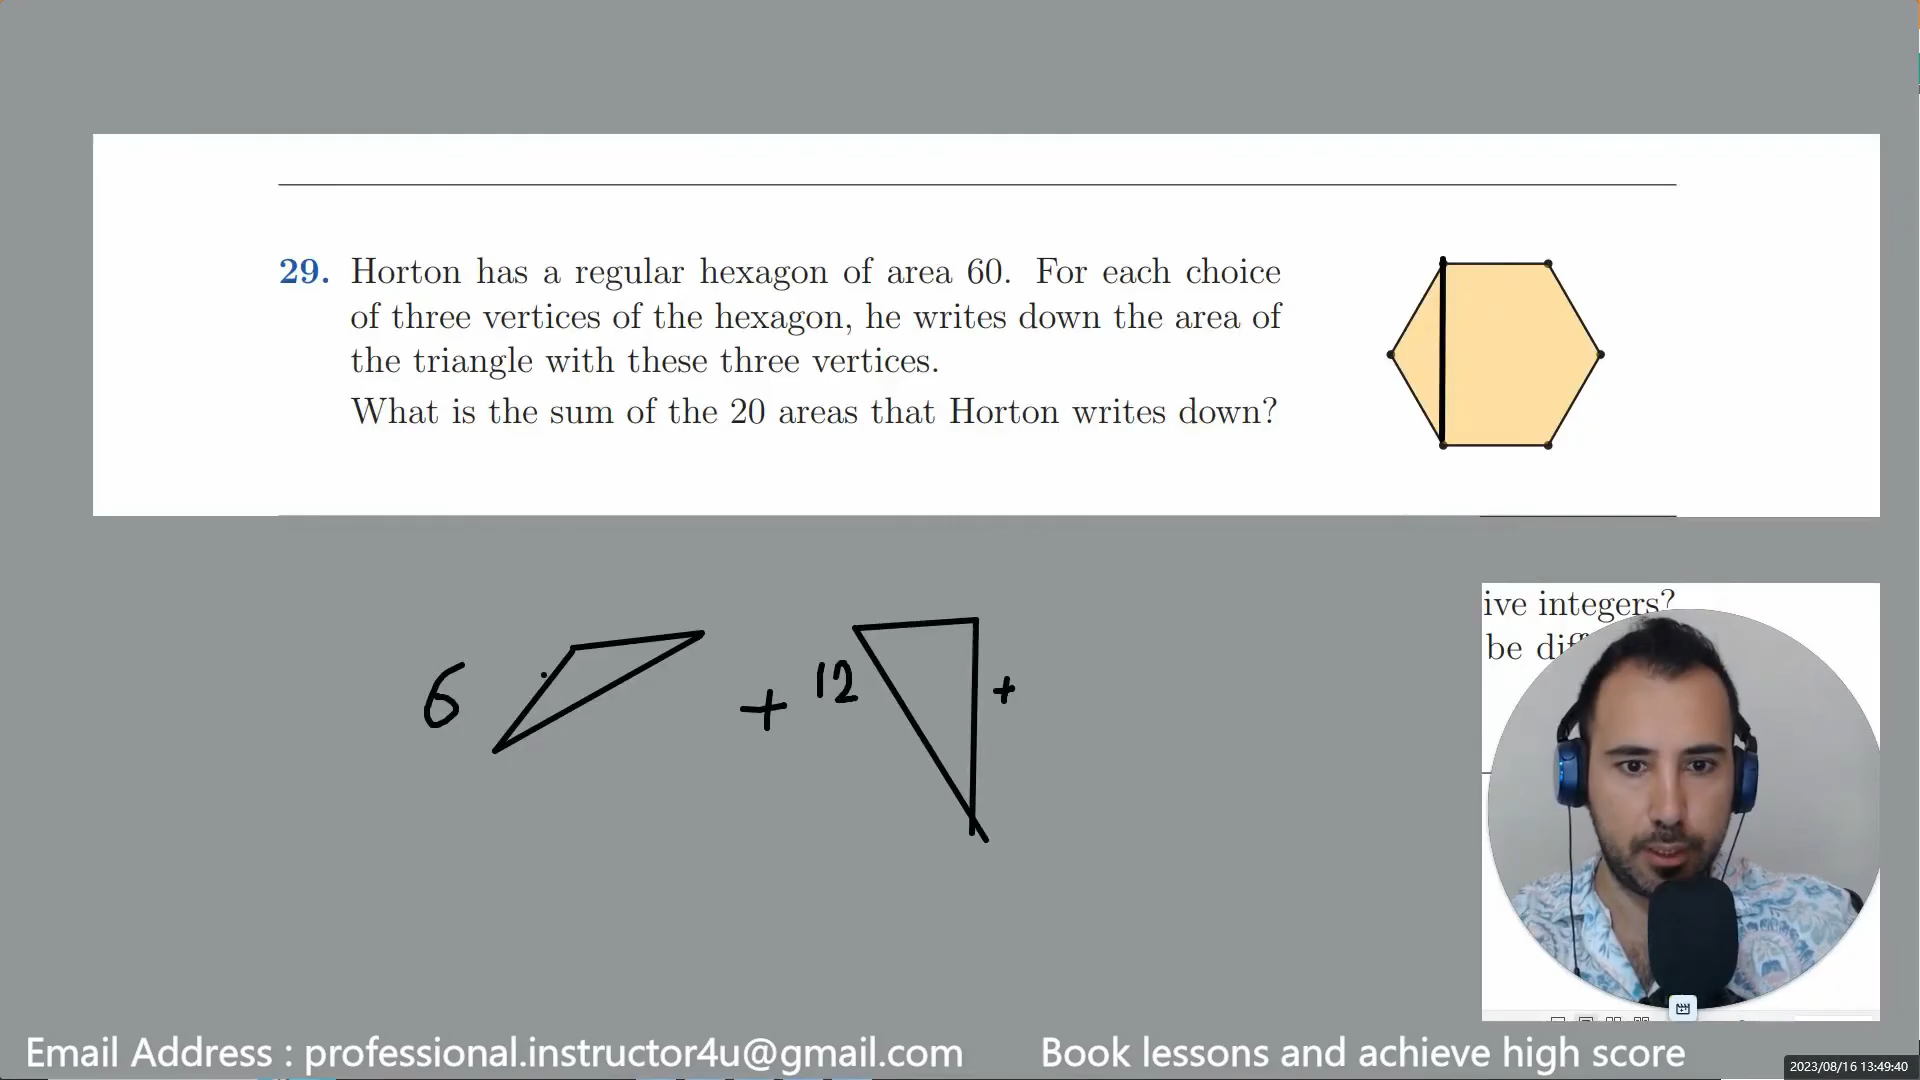 29. Horton has a regular hexagon of area 60. For each choice
of three vertices of the hexagon, he writes down the area of
the triangle with these three vertices.
What is the sum of the 20 areas that Horton writes down?
6 + 12 +
ive integers?
be dif
Email Address : professional.instructor4u@gmail.com Book lessons and achieve high score
2023/08/16 13:49:40